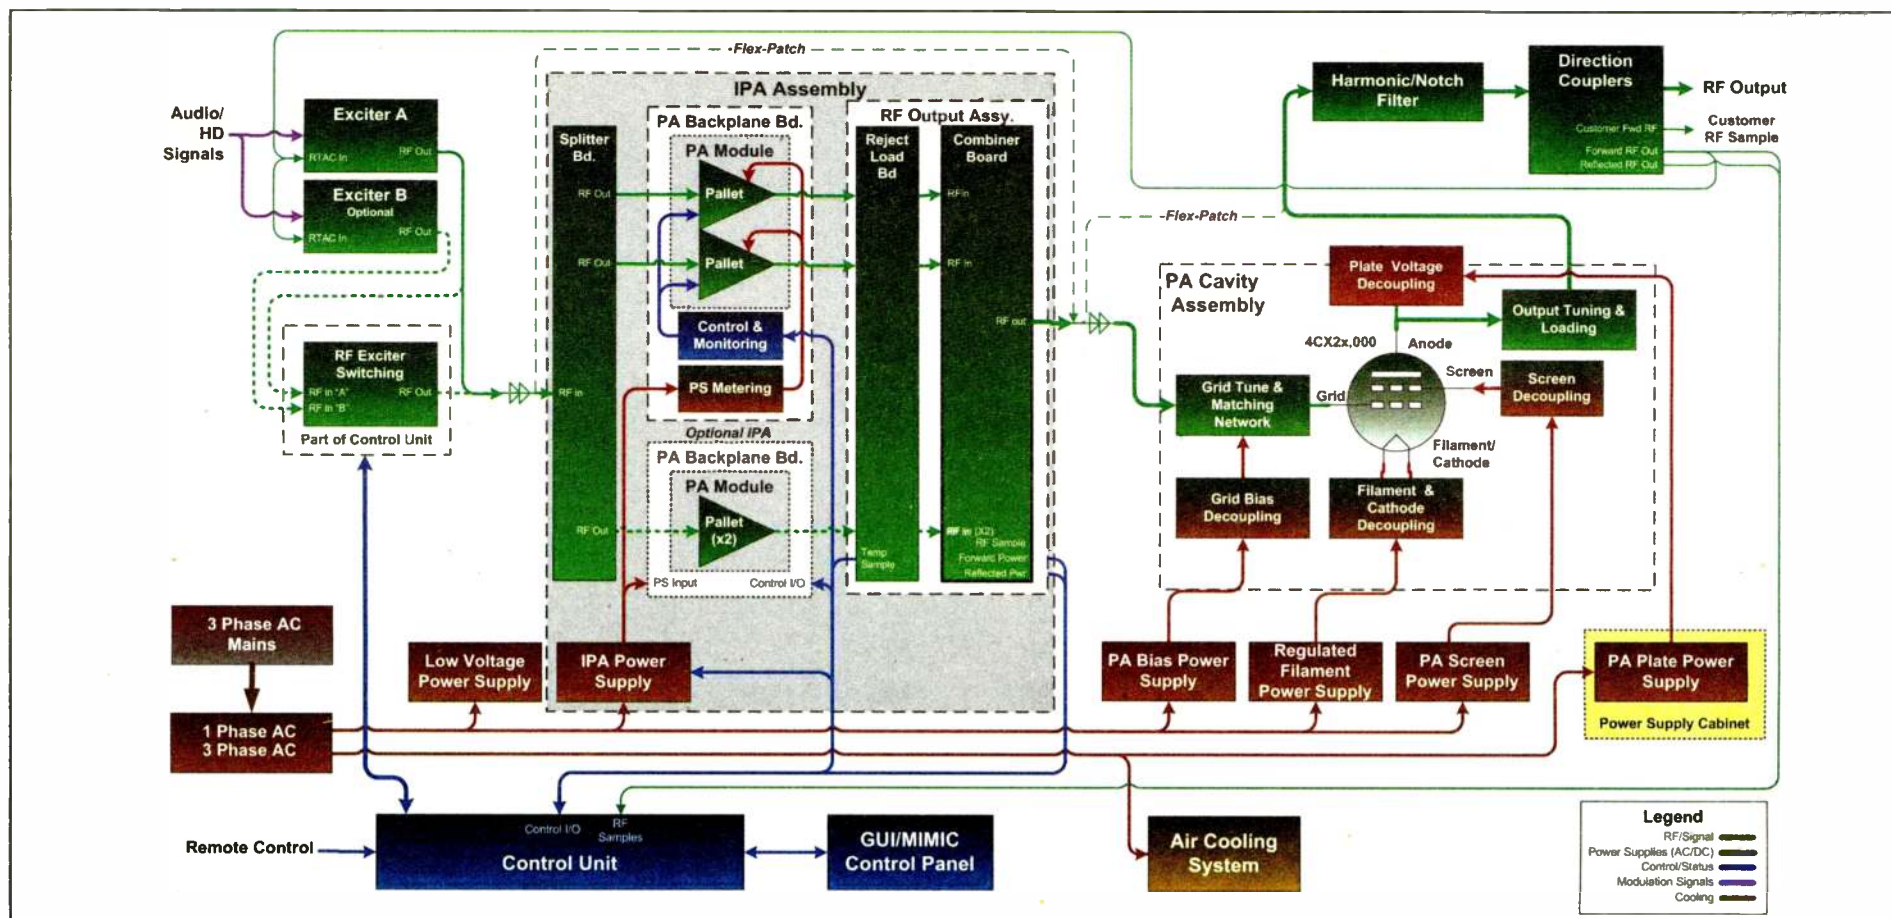 -Flex-Patch
Audio/
HD
Signals
Exciter A
RTAC In
RF Out
Exciter B
Optional
RTAC In
RF Out
RF Exciter
Switching
RF in "A"
RF in "B"
RF Out
Part of Control Unit
IPA Assembly
Splitter
Bd.
RF Out
RF Out
RF in
RF Out
PA Backplane Bd.
PA Module
Pallet
Pallet
Control &
Monitoring
PS Metering
Optional IPA
PA Backplane Bd.
PA Module
Pallet
(x2)
PS Input
Control I/O
RF Output Assy.
Reject
Load
Bd
Temp
Sample
Combiner
Board
RFin
RF in
RF out
RF in (X2)
RF Sample
Forward Power
Reflected Pwr
Harmonic/Notch
Filter
Direction
Couplers
Customer Fwd RF
Forward RF Out
Reflected RF Out
RF Output
Customer
RF Sample
-Flex-Patch
PA Cavity
Assembly
Plate Voltage
Decoupling
Output Tuning &
Loading
4CX2x,000
Anode
Screen
Screen
Decoupling
Grid
Grid Tune &
Matching
Network
Filament/
Cathode
Grid Bias
Decoupling
Filament &
Cathode
Decoupling
3 Phase AC
Mains
1 Phase AC
3 Phase AC
Low Voltage
Power Supply
IPA Power
Supply
PA Bias Power
Supply
Regulated
Filament
Power Supply
PA Screen
Power Supply
PA Plate Power
Supply
Power Supply Cabinet
Remote Control
Control I/O
RF
Samples
Control Unit
GUI/MIMIC
Control Panel
Air Cooling
System
Legend
RF/Signal
Power Supplies (AC/DC)
Control/Status
Modulation Signals
Cooling